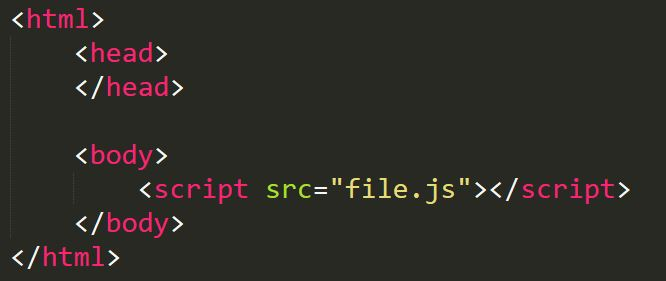 <html>
    <head>
    </head>

    <body>
        <script src="file.js"></script>
    </body>
</html>